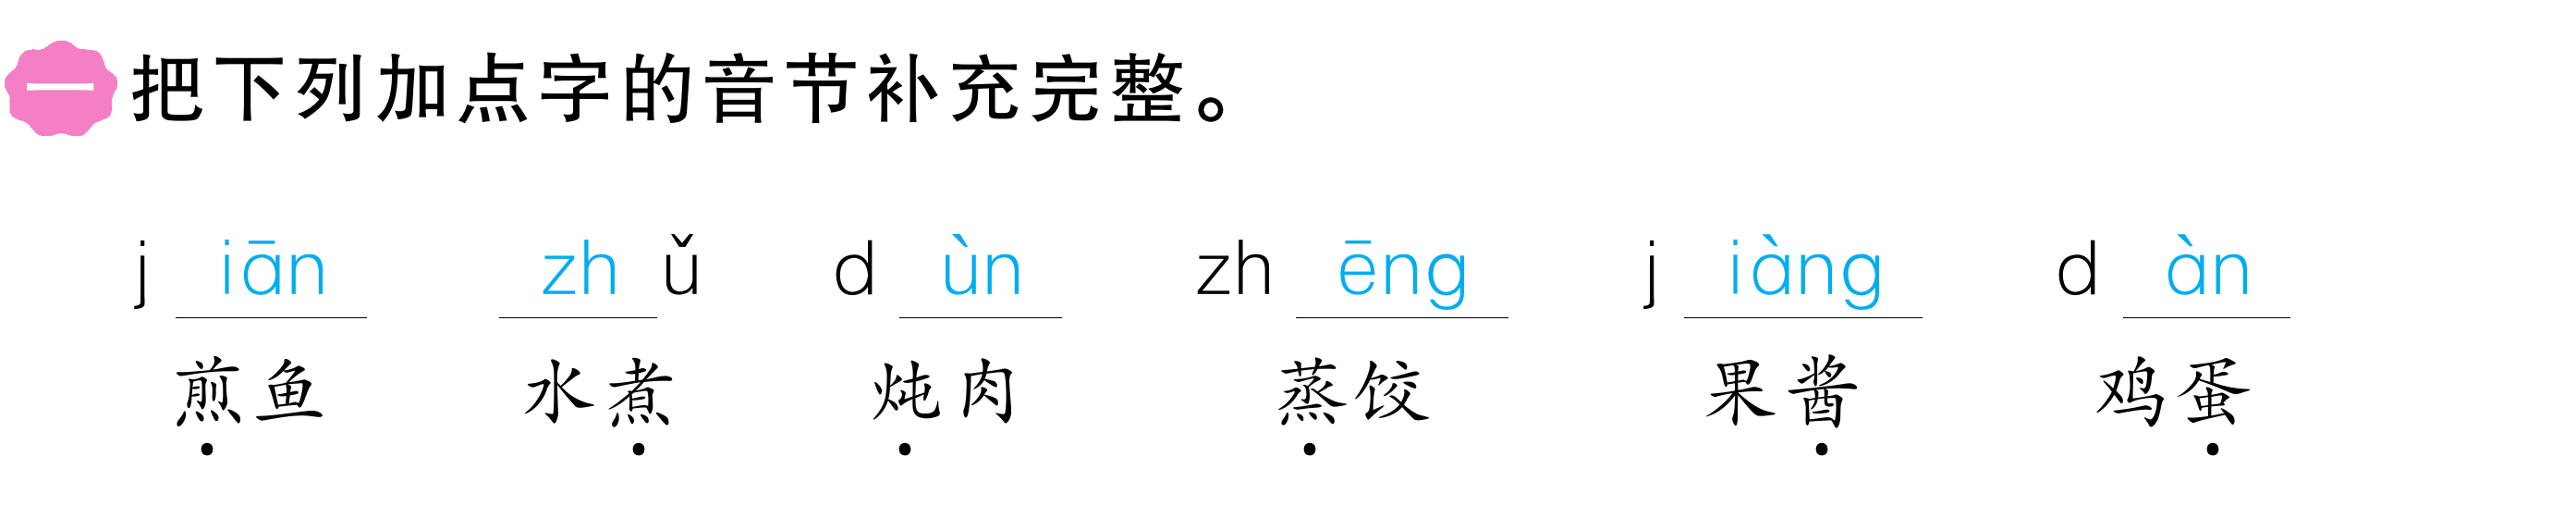 一 把下列加点字的音节补充完整。
j iān zh ǔ d ùn zh ēng j iàng d àn
煎鱼 水煮 炖肉 蒸饺 果酱 鸡蛋